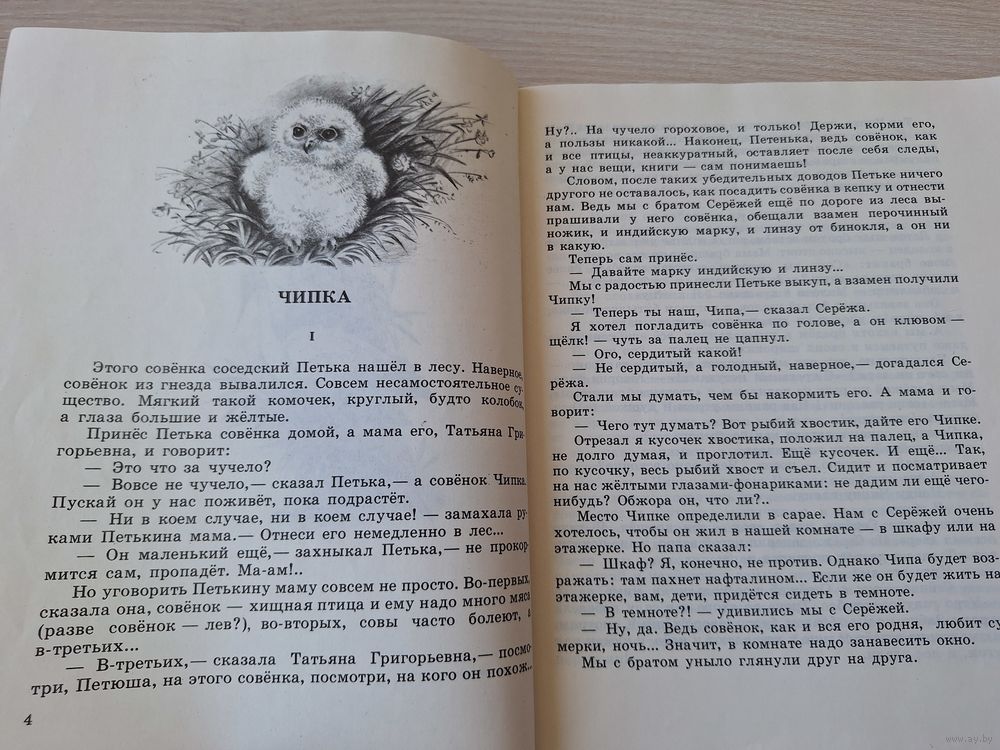 ЧИПКА
I
Этого совёнка соседский Петька нашёл в лесу. Наверное,
совёнок из гнезда вывалился. Совсем несамостоятельное су-
щество. Мягкий такой комочек, круглый, будто колобок,
а глаза большие и жёлтые.
Принёс Петька совёнка домой, а мама его, Татьяна Гри-
горьевна, и говорит:
— Это что за чучело?
— Вовсе не чучело,— сказал Петька,— а совёнок Чипка.
Пускай он у нас поживёт, пока подрастёт.
— Ни в коем случае, ни в коем случае! — замахала ру-
ками Петькина мама.— Отнеси его немедленно в лес...
— Он маленький ещё,— захныкал Петька,— не прокор-
мится сам, пропадёт. Ма-ам!..
Но уговорить Петькину маму совсем не просто. Во-первых,
сказала она, совёнок — хищная птица и ему надо много мяса
(разве совёнок — лев?), во-вторых, совы часто болеют, а
в-третьих...
— В-третьих,— сказала Татьяна Григорьевна,— посмо-
три, Петюша, на этого совёнка, посмотри, на кого он похож...
4
Ну?.. На чучело гороховое, и только! Держи, корми его,
а пользы никакой... Наконец, Петенька, ведь совёнок, как
и все птицы, неаккуратный, оставляет после себя следы,
а у нас вещи, книги — сам понимаешь!
Словом, после таких убедительных доводов Петьке ничего
другого не оставалось, как посадить совёнка в кепку и отнести
нам. Ведь мы с братом Серёжей ещё по дороге из леса вы-
прашивали у него совёнка, обещали взамен перочинный
ножик, и индийскую марку, и линзу от бинокля, а он ни
в какую.
Теперь сам принёс.
— Давайте марку индийскую и линзу...
Мы с радостью принесли Петьке выкуп, а взамен получили
Чипку!
— Теперь ты наш, Чипа,— сказал Серёжа.
Я хотел погладить совёнка по голове, а он клювом —
щёлк! — чуть за палец не цапнул.
— Ого, сердитый какой!
— Не сердитый, а голодный, наверное,— догадался Се-
рёжа.
Стали мы думать, чем бы накормить его. А мама и го-
ворит:
— Чего тут думать? Вот рыбий хвостик, дайте его Чипке.
Отрезал я кусочек хвостика, положил на палец, а Чипка,
не долго думая, и проглотил. Ещё кусочек. И ещё... Так,
по кусочку, весь рыбий хвост и съел. Сидит и посматривает
на нас жёлтыми глазами-фонариками: не дадим ли ещё чего-
нибудь? Обжора он, что ли?..
Место Чипке определили в сарае. Нам с Серёжей очень
хотелось, чтобы он жил в нашей комнате — в шкафу или на
этажерке. Но папа сказал:
— Шкаф? Я, конечно, не против. Однако Чипа будет воз-
ражать: там пахнет нафталином... Если же он будет жить на
этажерке, вам, дети, придётся сидеть в темноте.
— В темноте?! — удивились мы с Серёжей.
— Ну, да. Ведь совёнок, как и вся его родня, любит су
мерки, ночь... Значит, в комнате надо занавесить окно.
Мы с братом уныло глянули друг на друга.
www.ay.by